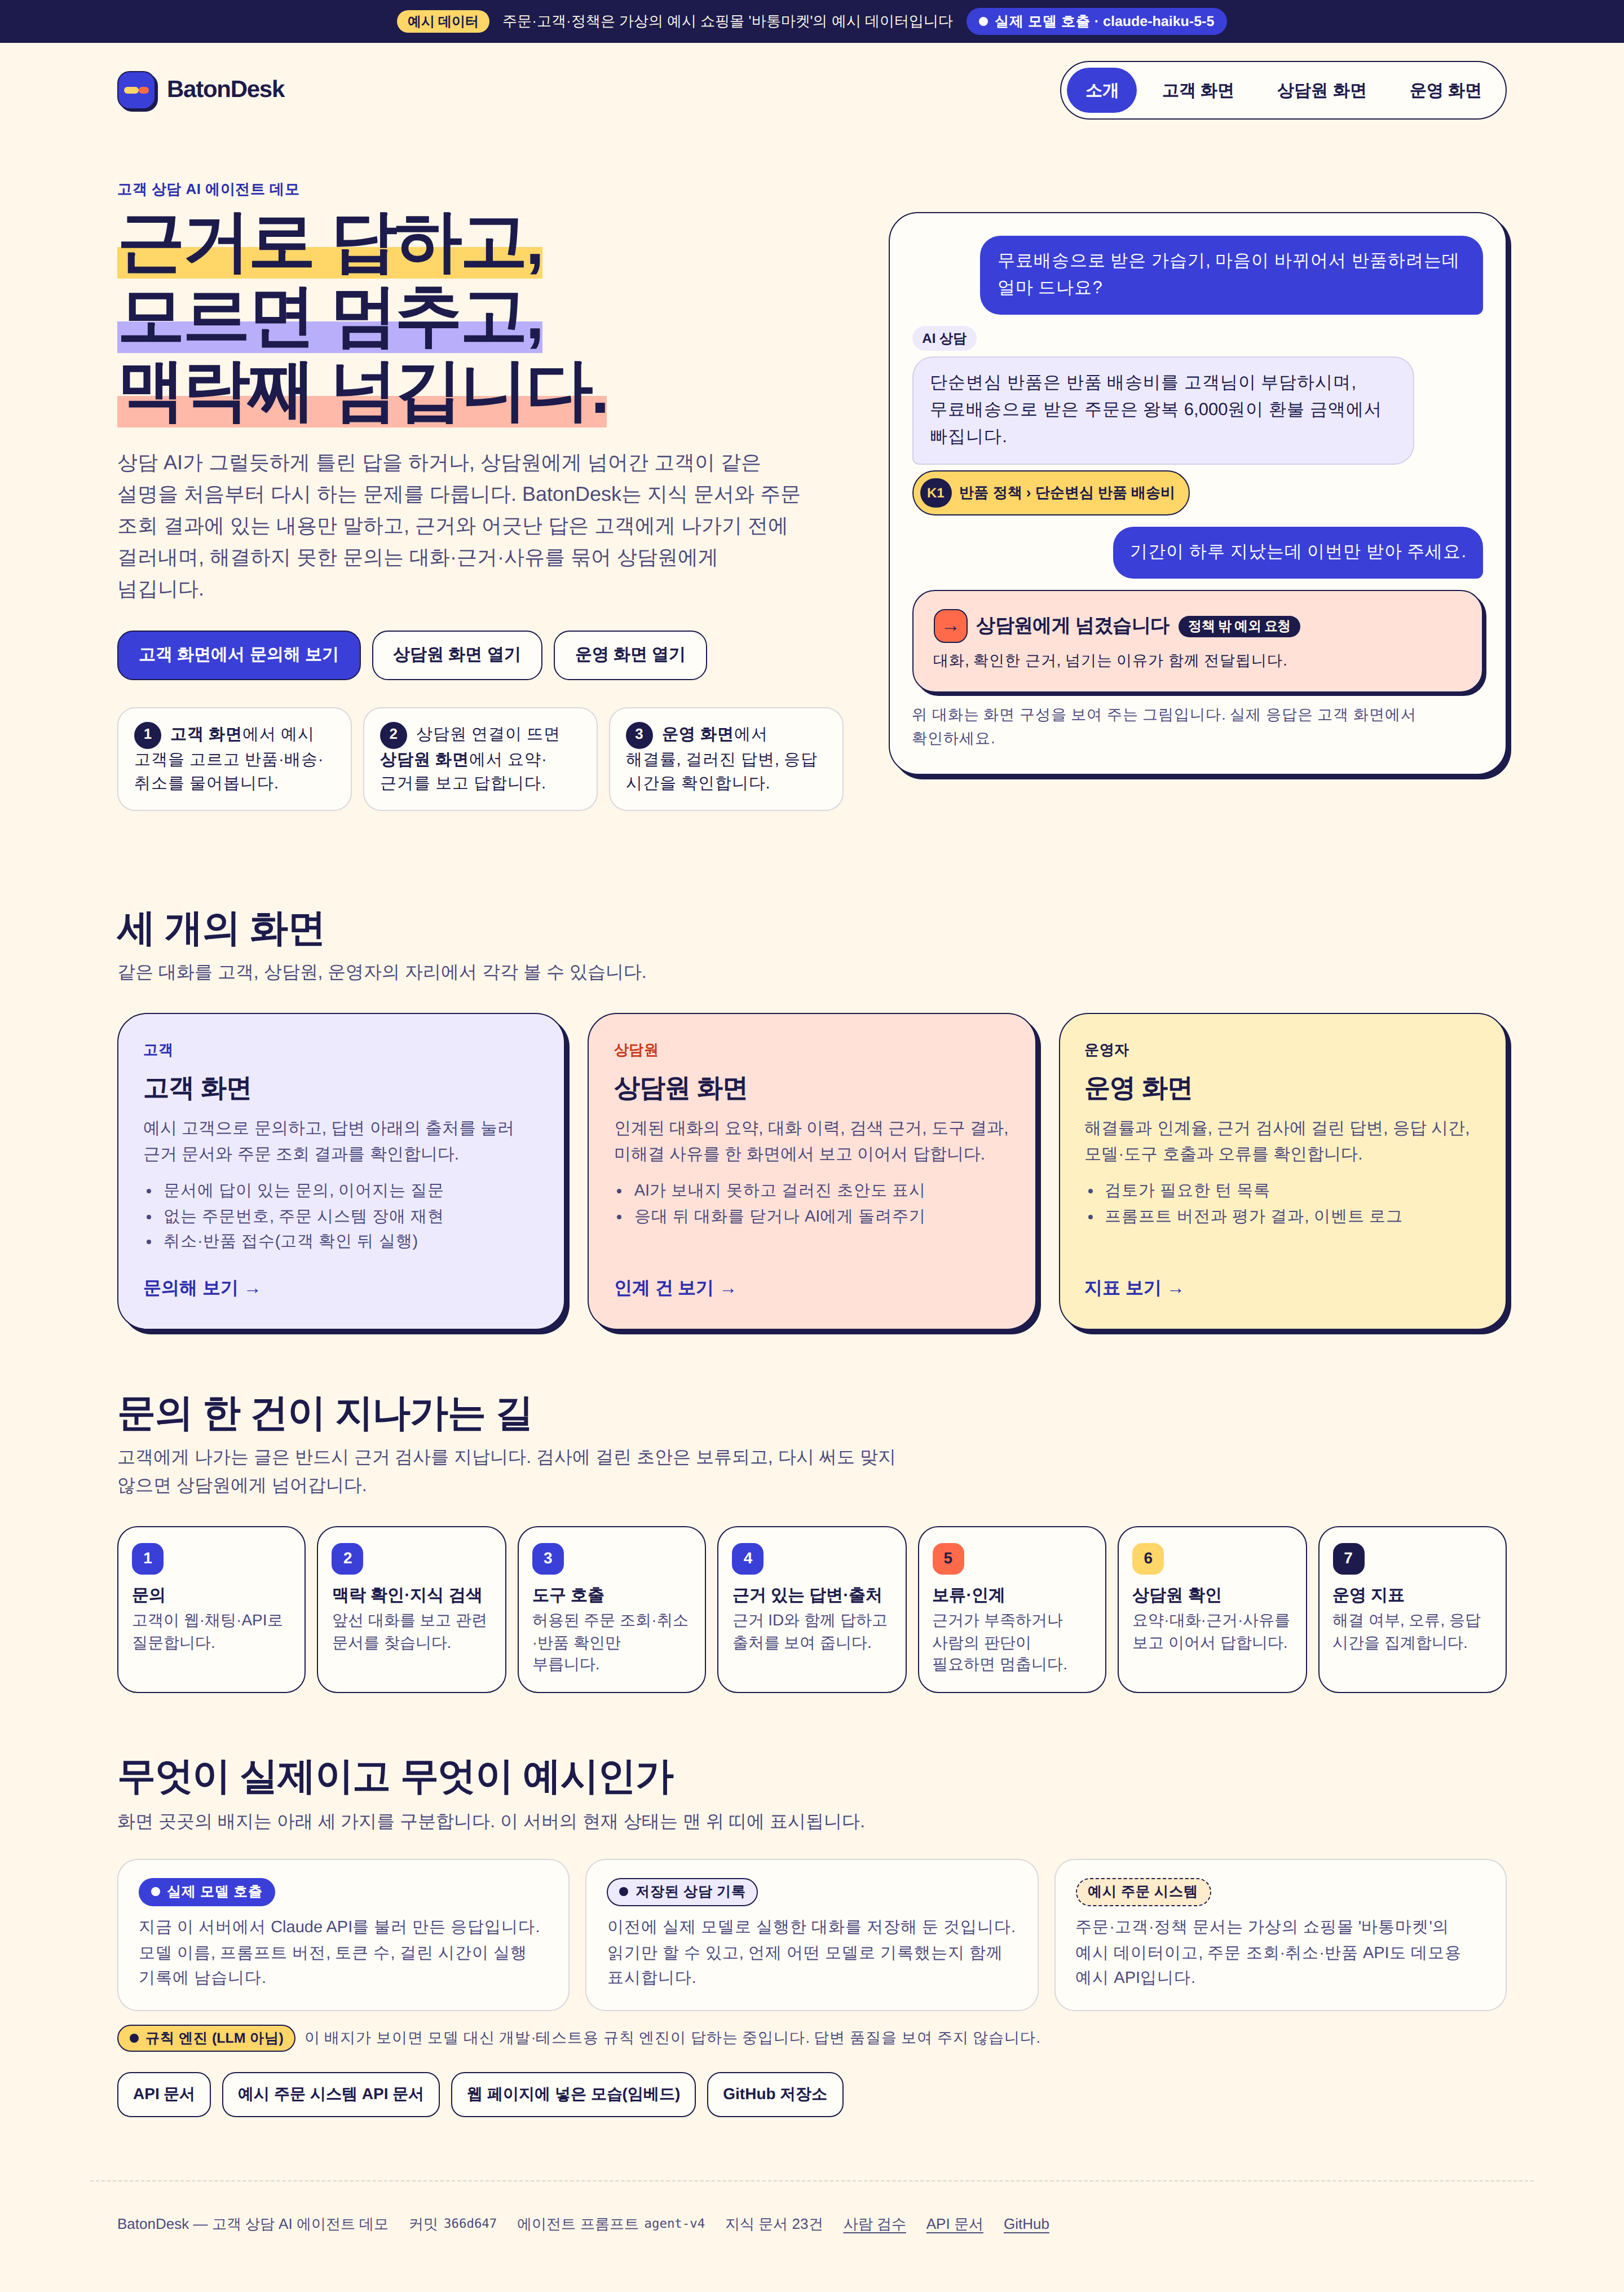 예시 데이터 주문·고객·정책은 가상의 예시 쇼핑몰 '바통마켓'의 예시 데이터입니다 실제 모델 호출 · claude-haiku-5-5
BatonDesk
소개 고객 화면 상담원 화면 운영 화면
고객 상담 AI 에이전트 데모
근거로 답하고,
모르면 멈추고,
맥락째 넘깁니다.
상담 AI가 그럴듯하게 틀린 답을 하거나, 상담원에게 넘어간 고객이 같은
설명을 처음부터 다시 하는 문제를 다룹니다. BatonDesk는 지식 문서와 주문
조회 결과에 있는 내용만 말하고, 근거와 어긋난 답은 고객에게 나가기 전에
걸러내며, 해결하지 못한 문의는 대화·근거·사유를 묶어 상담원에게
넘깁니다.
고객 화면에서 문의해 보기 상담원 화면 열기 운영 화면 열기
1 고객 화면에서 예시
고객을 고르고 반품·배송·
취소를 물어봅니다.
2 상담원 연결이 뜨면
상담원 화면에서 요약·
근거를 보고 답합니다.
3 운영 화면에서
해결률, 걸러진 답변, 응답
시간을 확인합니다.
무료배송으로 받은 가습기, 마음이 바뀌어서 반품하려는데
얼마 드나요?
AI 상담
단순변심 반품은 반품 배송비를 고객님이 부담하시며,
무료배송으로 받은 주문은 왕복 6,000원이 환불 금액에서
빠집니다.
K1 반품 정책 › 단순변심 반품 배송비
기간이 하루 지났는데 이번만 받아 주세요.
→ 상담원에게 넘겼습니다 정책 밖 예외 요청
대화, 확인한 근거, 넘기는 이유가 함께 전달됩니다.
위 대화는 화면 구성을 보여 주는 그림입니다. 실제 응답은 고객 화면에서
확인하세요.
세 개의 화면
같은 대화를 고객, 상담원, 운영자의 자리에서 각각 볼 수 있습니다.
고객
고객 화면
예시 고객으로 문의하고, 답변 아래의 출처를 눌러
근거 문서와 주문 조회 결과를 확인합니다.
• 문서에 답이 있는 문의, 이어지는 질문
• 없는 주문번호, 주문 시스템 장애 재현
• 취소·반품 접수(고객 확인 뒤 실행)
문의해 보기 →
상담원
상담원 화면
인계된 대화의 요약, 대화 이력, 검색 근거, 도구 결과,
미해결 사유를 한 화면에서 보고 이어서 답합니다.
• AI가 보내지 못하고 걸러진 초안도 표시
• 응대 뒤 대화를 닫거나 AI에게 돌려주기
인계 건 보기 →
운영자
운영 화면
해결률과 인계율, 근거 검사에 걸린 답변, 응답 시간,
모델·도구 호출과 오류를 확인합니다.
• 검토가 필요한 턴 목록
• 프롬프트 버전과 평가 결과, 이벤트 로그
지표 보기 →
문의 한 건이 지나가는 길
고객에게 나가는 글은 반드시 근거 검사를 지납니다. 검사에 걸린 초안은 보류되고, 다시 써도 맞지
않으면 상담원에게 넘어갑니다.
1
문의
고객이 웹·채팅·API로
질문합니다.
2
맥락 확인·지식 검색
앞선 대화를 보고 관련
문서를 찾습니다.
3
도구 호출
허용된 주문 조회·취소
·반품 확인만
부릅니다.
4
근거 있는 답변·출처
근거 ID와 함께 답하고
출처를 보여 줍니다.
5
보류·인계
근거가 부족하거나
사람의 판단이
필요하면 멈춥니다.
6
상담원 확인
요약·대화·근거·사유를
보고 이어서 답합니다.
7
운영 지표
해결 여부, 오류, 응답
시간을 집계합니다.
무엇이 실제이고 무엇이 예시인가
화면 곳곳의 배지는 아래 세 가지를 구분합니다. 이 서버의 현재 상태는 맨 위 띠에 표시됩니다.
실제 모델 호출
지금 이 서버에서 Claude API를 불러 만든 응답입니다.
모델 이름, 프롬프트 버전, 토큰 수, 걸린 시간이 실행
기록에 남습니다.
저장된 상담 기록
이전에 실제 모델로 실행한 대화를 저장해 둔 것입니다.
읽기만 할 수 있고, 언제 어떤 모델로 기록했는지 함께
표시합니다.
예시 주문 시스템
주문·고객·정책 문서는 가상의 쇼핑몰 '바통마켓'의
예시 데이터이고, 주문 조회·취소·반품 API도 데모용
예시 API입니다.
규칙 엔진 (LLM 아님) 이 배지가 보이면 모델 대신 개발·테스트용 규칙 엔진이 답하는 중입니다. 답변 품질을 보여 주지 않습니다.
API 문서 예시 주문 시스템 API 문서 웹 페이지에 넣은 모습(임베드) GitHub 저장소
BatonDesk — 고객 상담 AI 에이전트 데모 커밋 366d647 에이전트 프롬프트 agent-v4 지식 문서 23건 사람 검수 API 문서 GitHub